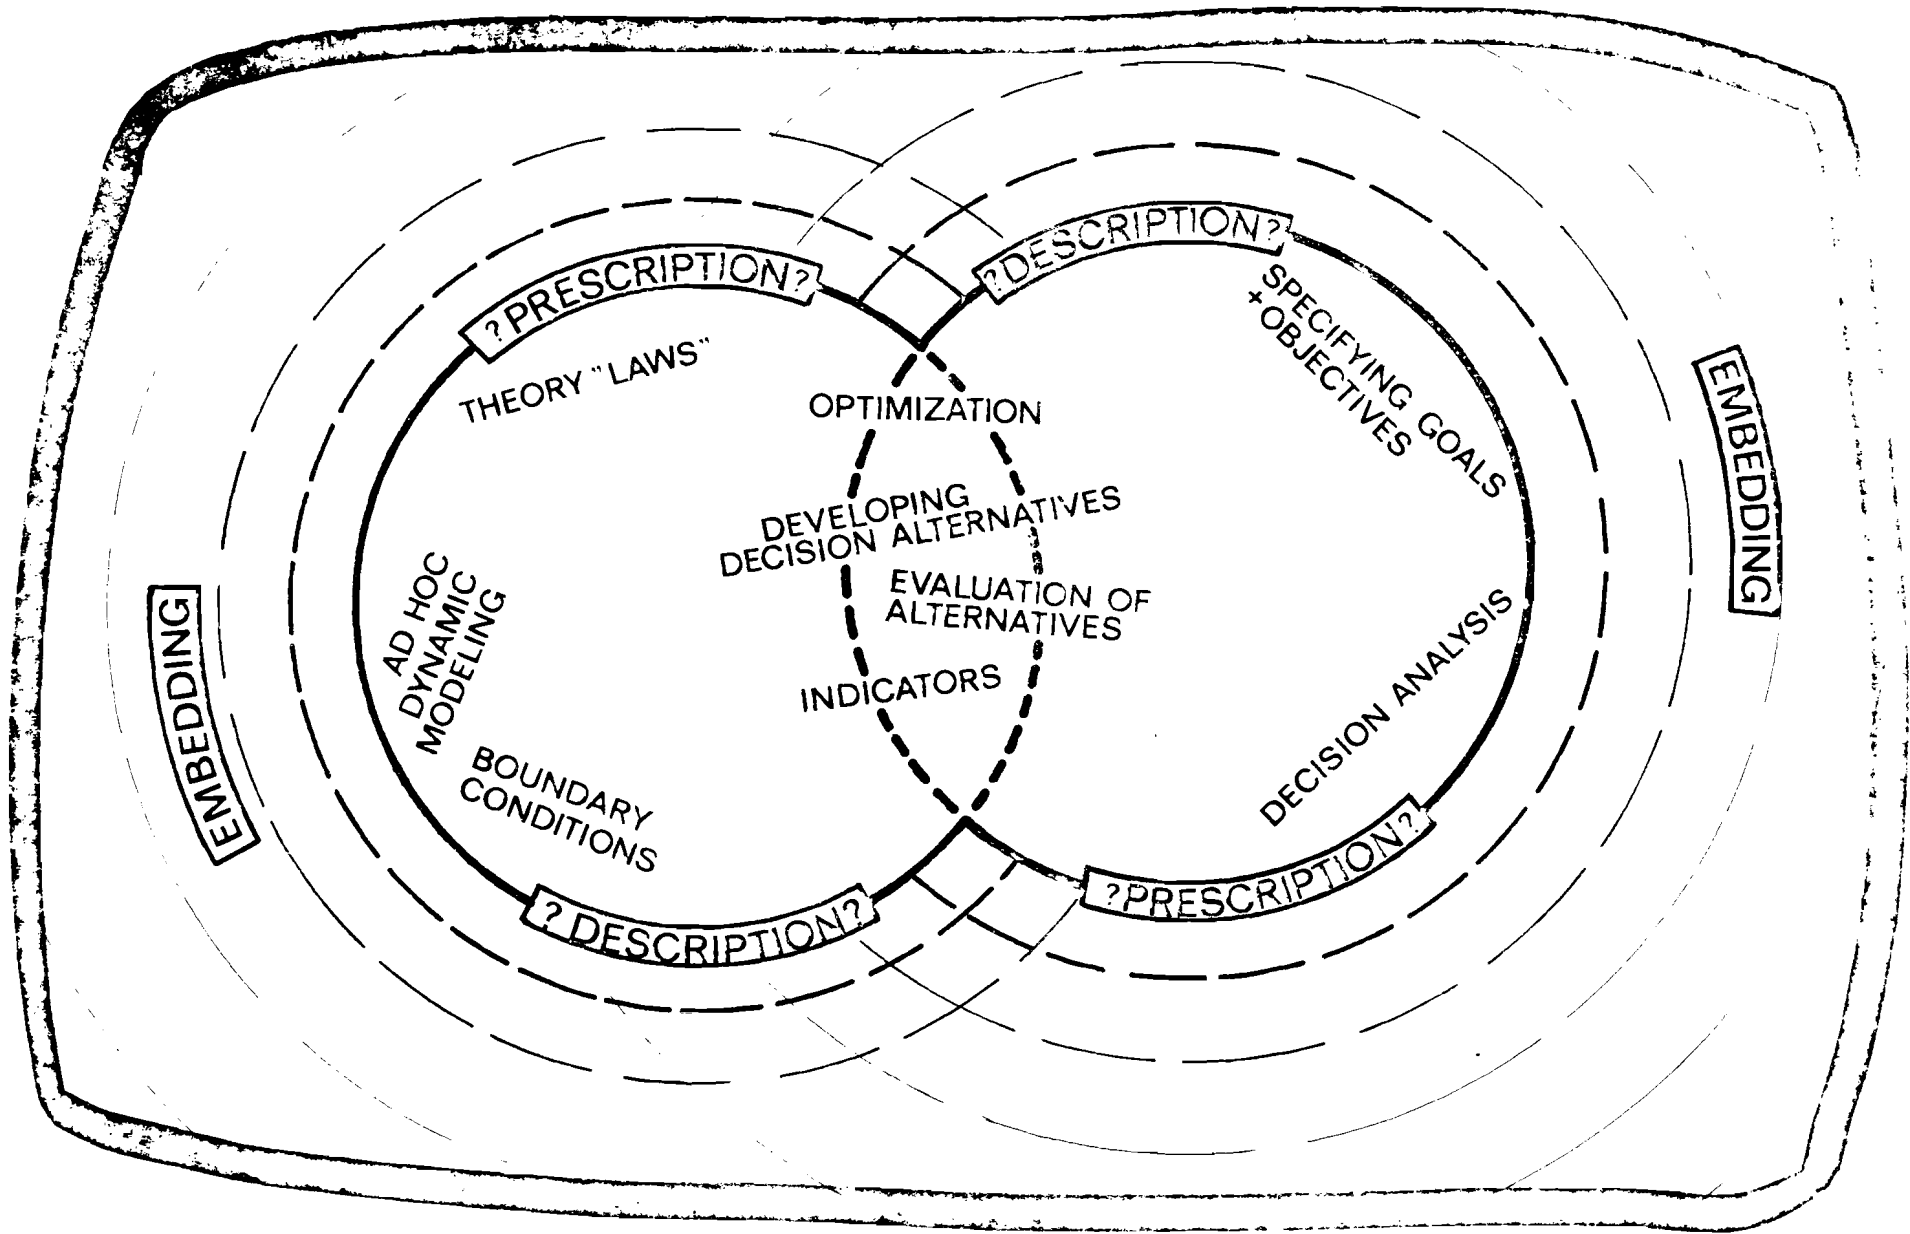 ?PRESCRIPTION?
?DESCRIPTION?
THEORY "LAWS"
SPECIFYING GOALS
+OBJECTIVES
OPTIMIZATION
DEVELOPING
DECISION ALTERNATIVES
EVALUATION OF
ALTERNATIVES
INDICATORS
AD HOC
DYNAMIC
MODELING
BOUNDARY
CONDITIONS
DECISION ANALYSIS
?DESCRIPTION?
?PRESCRIPTION?
EMBEDDING
EMBEDDING